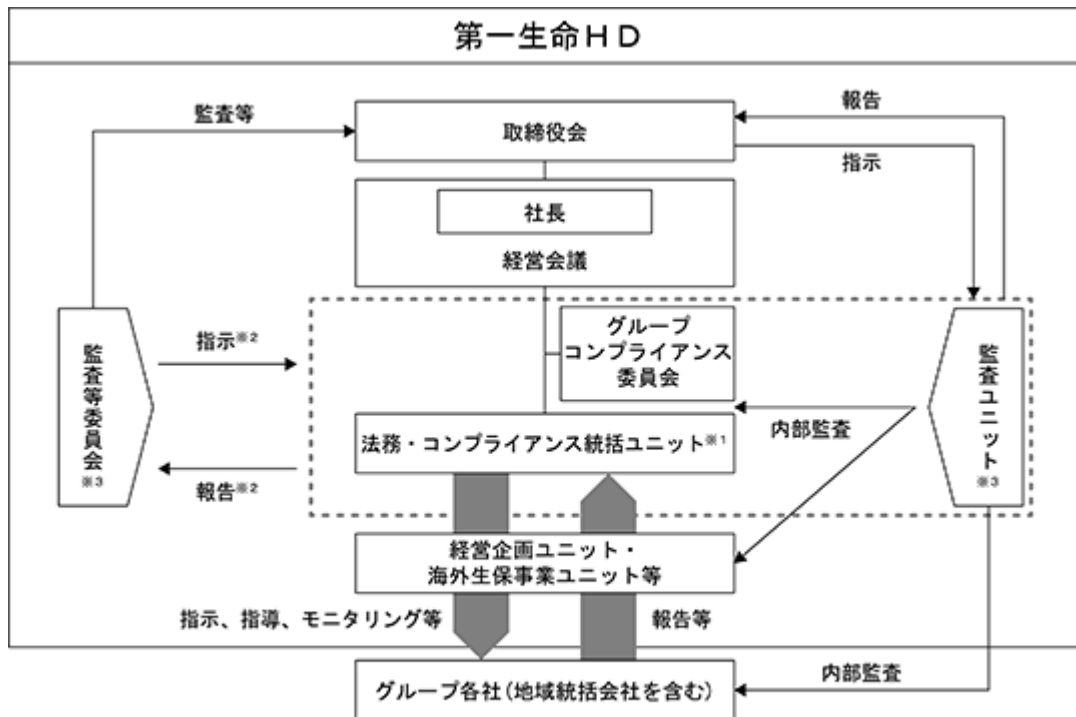 第一生命ＨＤ
監査等
取締役会
報告
指示
社長
経営会議
監査等委員会※3
指示※2
報告※2
グループ
コンプライアンス
委員会
法務・コンプライアンス統括ユニット※1
内部監査
監査ユニット※3
経営企画ユニット・
海外生保事業ユニット等
指示、指導、モニタリング等
報告等
グループ各社（地域統括会社を含む）
内部監査